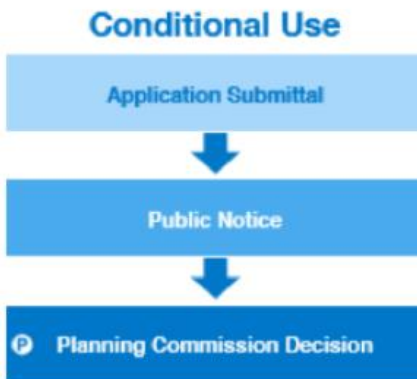 Conditional Use
Application Submittal
Public Notice
P Planning Commission Decision